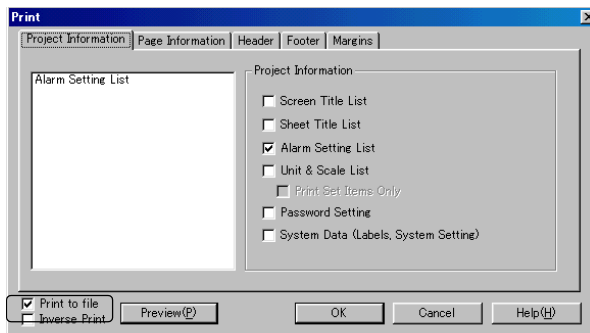 Print
Project Information Page Information Header Footer Margins
Alarm Setting List
Project Information
Screen Title List
Sheet Title List
Alarm Setting List
Unit & Scale List
Print Set Items Only
Password Setting
System Data (Labels, System Setting)
Print to file
Inverse Print
Preview(P) OK Cancel Help(H)